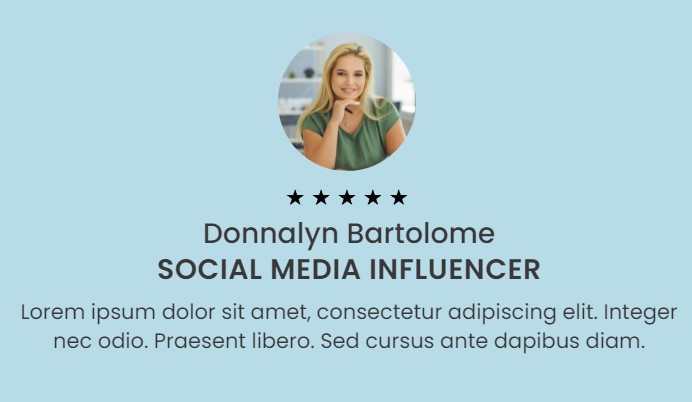 ★ ★ ★ ★ ★
Donnalyn Bartolome
SOCIAL MEDIA INFLUENCER
Lorem ipsum dolor sit amet, consectetur adipiscing elit. Integer
nec odio. Praesent libero. Sed cursus ante dapibus diam.